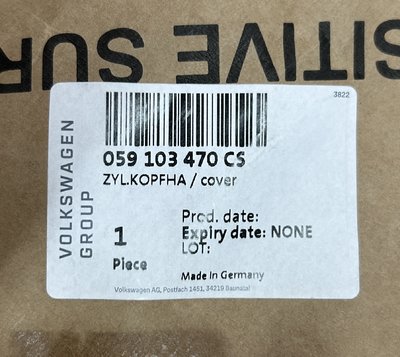 SITIVE SUR
3822
VOLKSWAGEN
GROUP
059 103 470 CS
ZYL.KOPFHA / cover
1
Piece
Prod. date:
Expiry date: NONE
LOT:
Made in Germany
Volkswagen AG, Postfach 1451, 34219 Baunatal